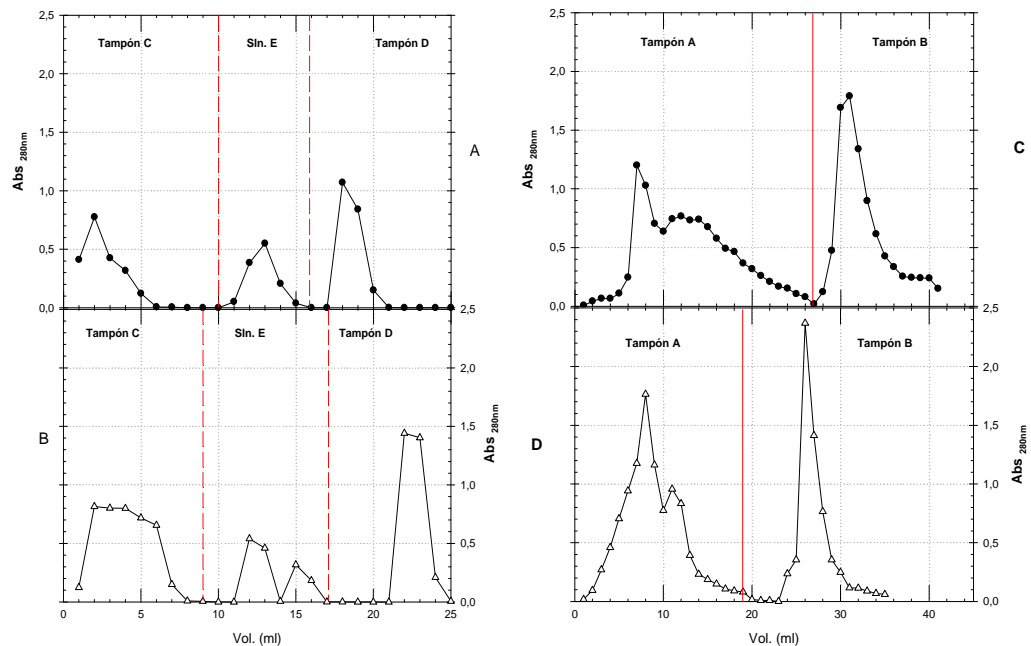 2,5
Tampón C
Sln. E
Tampón D
2,0
1,5
Abs 280nm
A
1,0
0,5
0,0
2,5
Tampón C
Sln. E
Tampón D
2,0
1,5
B
Abs 280nm
1,0
0,5
0,0
0 5 10 15 20 25
Vol. (ml)
2,5
Tampón A
Tampón B
2,0
1,5
Abs 280nm
C
1,0
0,5
0,0
2,5
Tampón A
Tampón B
2,0
1,5
D
Abs 280nm
1,0
0,5
0,0
0 10 20 30 40
Vol. (ml)